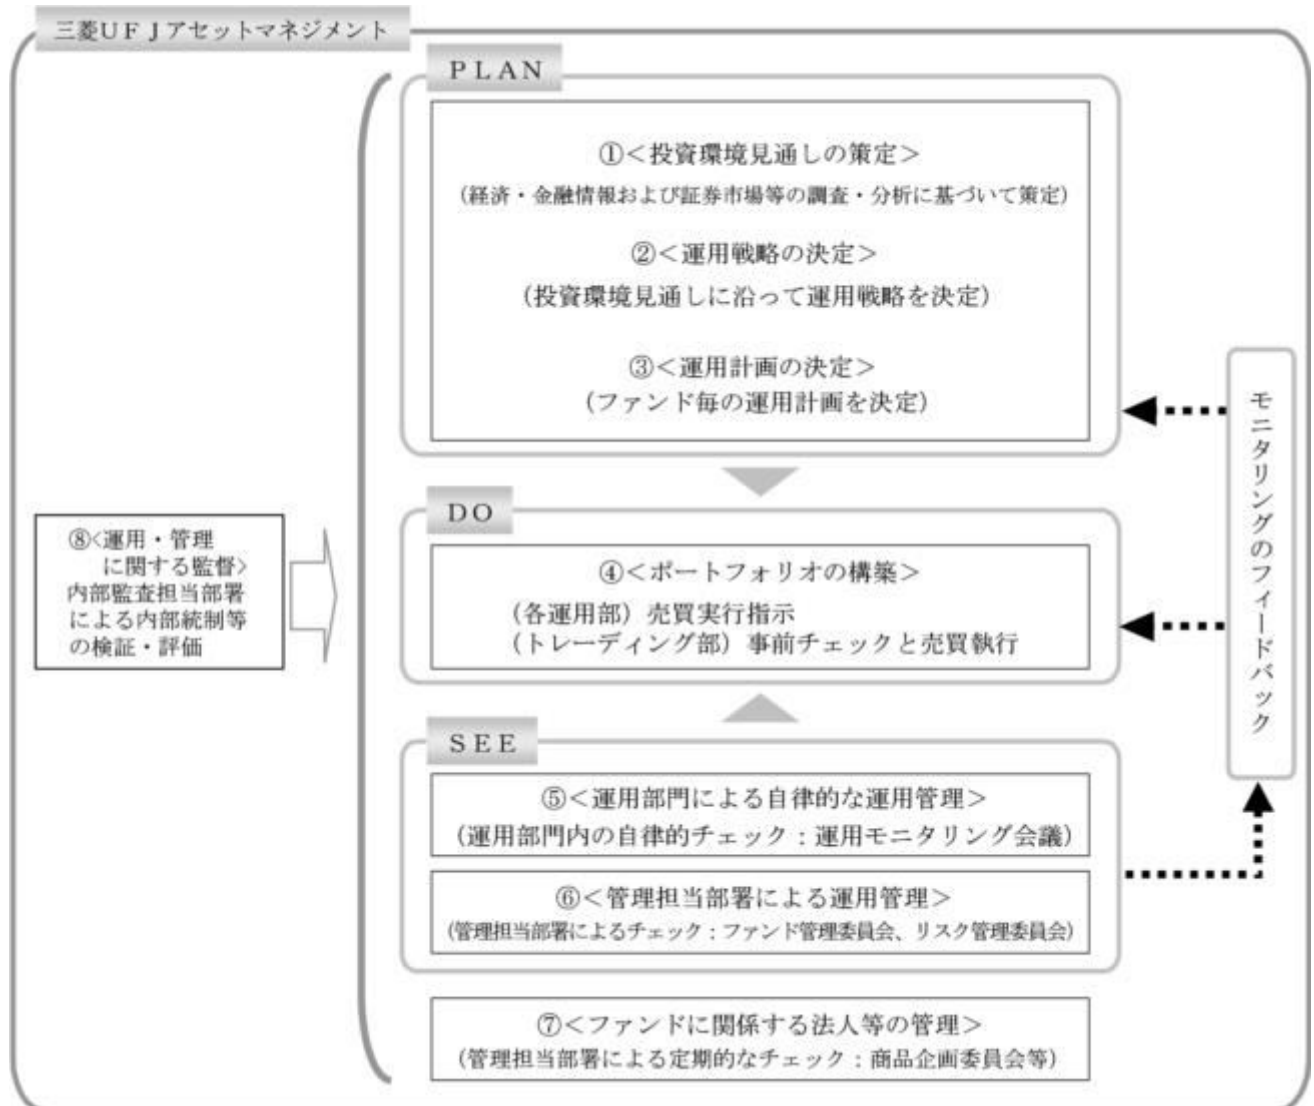 三菱ＵＦＪアセットマネジメント
ＰＬＡＮ
①＜投資環境見通しの策定＞
（経済・金融情報および証券市場等の調査・分析に基づいて策定）
②＜運用戦略の決定＞
（投資環境見通しに沿って運用戦略を決定）
③＜運用計画の決定＞
（ファンド毎の運用計画を決定）
ＤＯ
④＜ポートフォリオの構築＞
（各運用部）売買実行指示
（トレーディング部）事前チェックと売買執行
ＳＥＥ
⑤＜運用部門による自律的な運用管理＞
（運用部門内の自律的チェック：運用モニタリング会議）
⑥＜管理担当部署による運用管理＞
（管理担当部署によるチェック：ファンド管理委員会、リスク管理委員会）
⑦＜ファンドに関係する法人等の管理＞
（管理担当部署による定期的なチェック：商品企画委員会等）
⑧<運用・管理
に関する監督>
内部監査担当部署
による内部統制等
の検証・評価
モニタリングのフィードバック